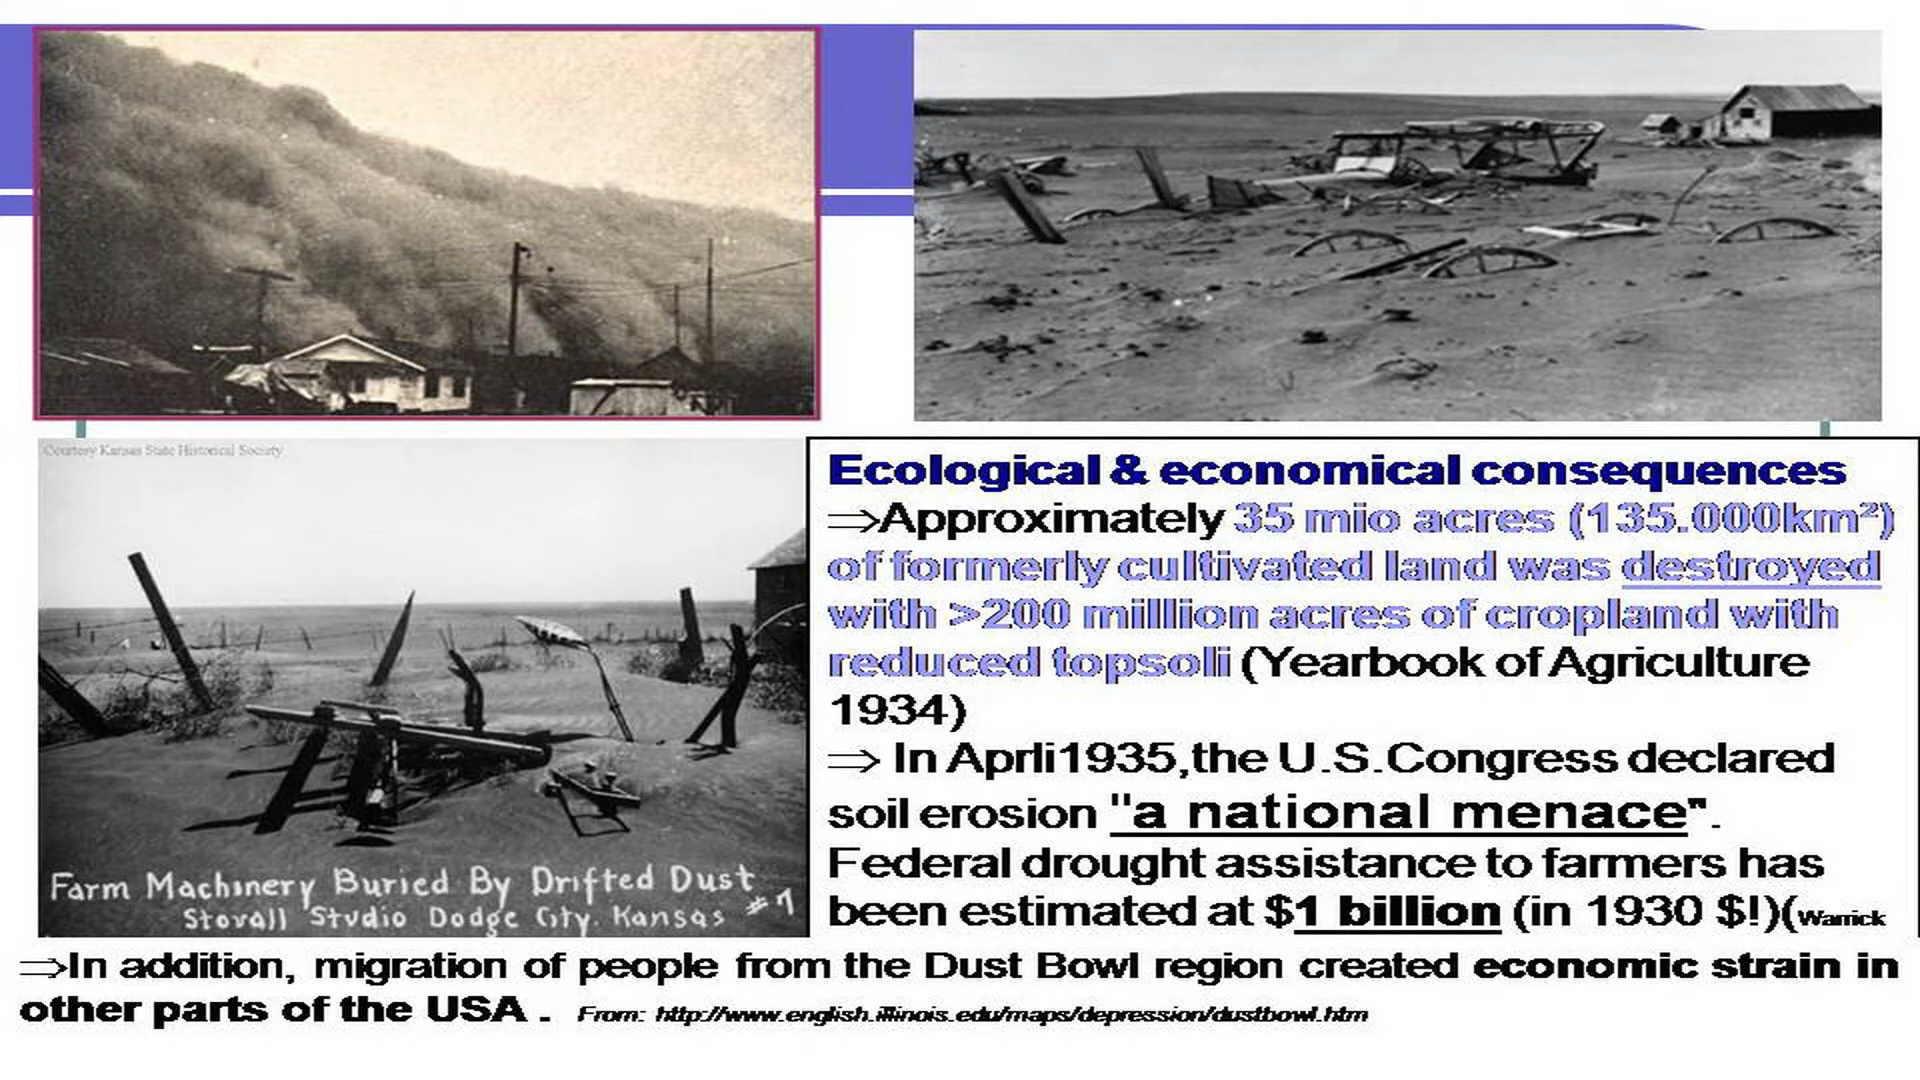 Courtesy Kansas State Historical Society
Farm Machinery Buried By Drifted Dust
Stovall Studio Dodge City. Kansas #7
Ecological & economical consequences
⇒Approximately 35 mio acres (135.000km²)
of formerly cultivated land was destroyed
with >200 million acres of cropland with
reduced topsoli (Yearbook of Agriculture
1934)
⇒ In Aprli1935,the U.S.Congress declared
soil erosion "a national menace".
Federal drought assistance to farmers has
been estimated at $1 billion (in 1930 $!)(Warrick
⇒In addition, migration of people from the Dust Bowl region created economic strain in
other parts of the USA . From: http://www.english.illinois.edu/maps/depression/dustbowl.htm